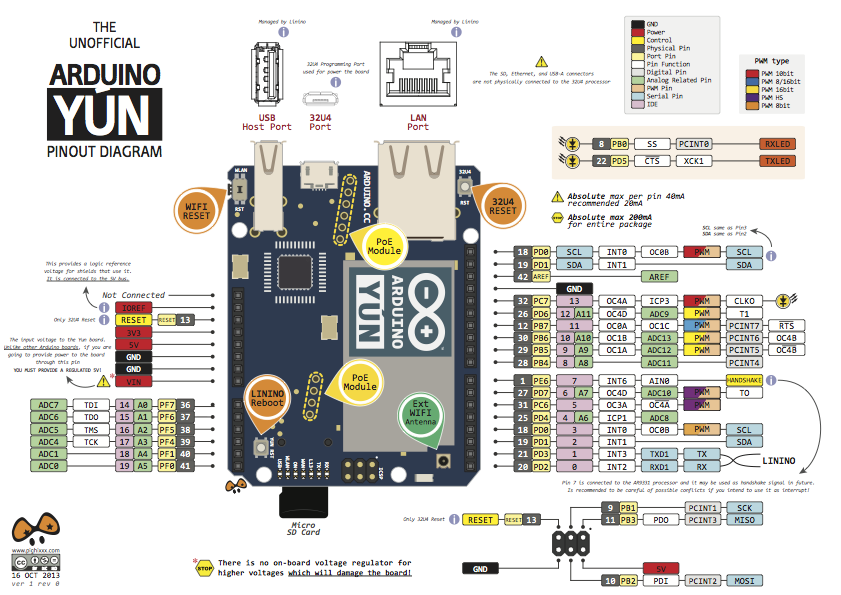 THE
UNOFFICIAL
ARDUINO
YÚN
PINOUT DIAGRAM
Managed by Linino
32U4 Programming Port
used for power the board
USB
Host Port
32U4
Port
Managed by Linino
LAN
Port
The SD, Ethernet, and USB-A connectors
are not physically connected to the 32U4 processor
GND
Power
Control
Physical Pin
Port Pin
Pin Function
Digital Pin
Analog Related Pin
PWM Pin
Serial Pin
IDE
PWM type
PWM 10bit
PWM 8/16bit
PWM 16bit
PWM HS
PWM 8bit
8 PB0 SS PCINT0 RXLED
22 PD5 CTS XCK1 TXLED
Absolute max per pin 40mA
recommended 20mA
STOP
Absolute max 200mA
for entire package
SCL same as Pin3
SDA same as Pin2
WLAN
RST
WIFI
RESET
32U4
RST
32U4
RESET
ARDUINO.CC
PoE
Module
ARDUINO
YÚN
PoE
Module
LININO
Reboot
Ext
WIFI
Antenna
YUN RST
ICSP
Micro
SD Card
18 PD0 SCL INT0 OC0B PWM SCL
19 PD1 SDA INT1 SDA
42 AREF AREF
GND
32 PC7 13 OC4A ICP3 PWM CLKO
26 PD6 12 A11 OC4D ADC9 PWM T1
12 PB7 11 OC0A OC1C PWM PCINT7 RTS
30 PB6 10 A10 OC1B ADC13 PWM PCINT6 OC4B
29 PB5 9 A9 OC1A ADC12 PWM PCINT5 OC4B
28 PB4 8 A8 ADC11 PCINT4
1 PE6 7 INT6 AIN0 HANDSHAKE
27 PD7 6 A7 OC4D ADC10 PWM TO
31 PC6 5 OC3A OC4A PWM
25 PD4 4 A6 ICP1 ADC8
18 PD0 3 INT0 OC0B PWM SCL
19 PD1 2 INT1 SDA
21 PD3 1 INT3 TXD1 TX
20 PD2 0 INT2 RXD1 RX
LININO
Pin 7 is connected to the AR9331 processor and it may be used as handshake signal in future.
Is recommended to be careful of possible conflicts if you intend to use it as interrupt!
This provides a logic reference
voltage for shields that use it.
It is connected to the 5V bus.
Not Connected
IOREF
Only 32U4 Reset
RESET RESET 13
3V3
5V
GND
GND
VIN
The input voltage to the Yun board.
Unlike other Arduino boards, if you are
going to provide power to the board
through this pin
YOU MUST PROVIDE A REGULATED 5V!
ADC7 TDI 14 A0 PF7 36
ADC6 TDO 15 A1 PF6 37
ADC5 TMS 16 A2 PF5 38
ADC4 TCK 17 A3 PF4 39
ADC1 18 A4 PF1 40
ADC0 19 A5 PF0 41
www.pighixxx.com
CC
BY ND
16 OCT 2013
ver 1 rev 0
* STOP There is no on-board voltage regulator for
higher voltages which will damage the board!
Only 32U4 Reset
RESET RESET 13
GND
9 PB1 PCINT1 SCK
11 PB3 PDO PCINT3 MISO
5V
10 PB2 PDI PCINT2 MOSI